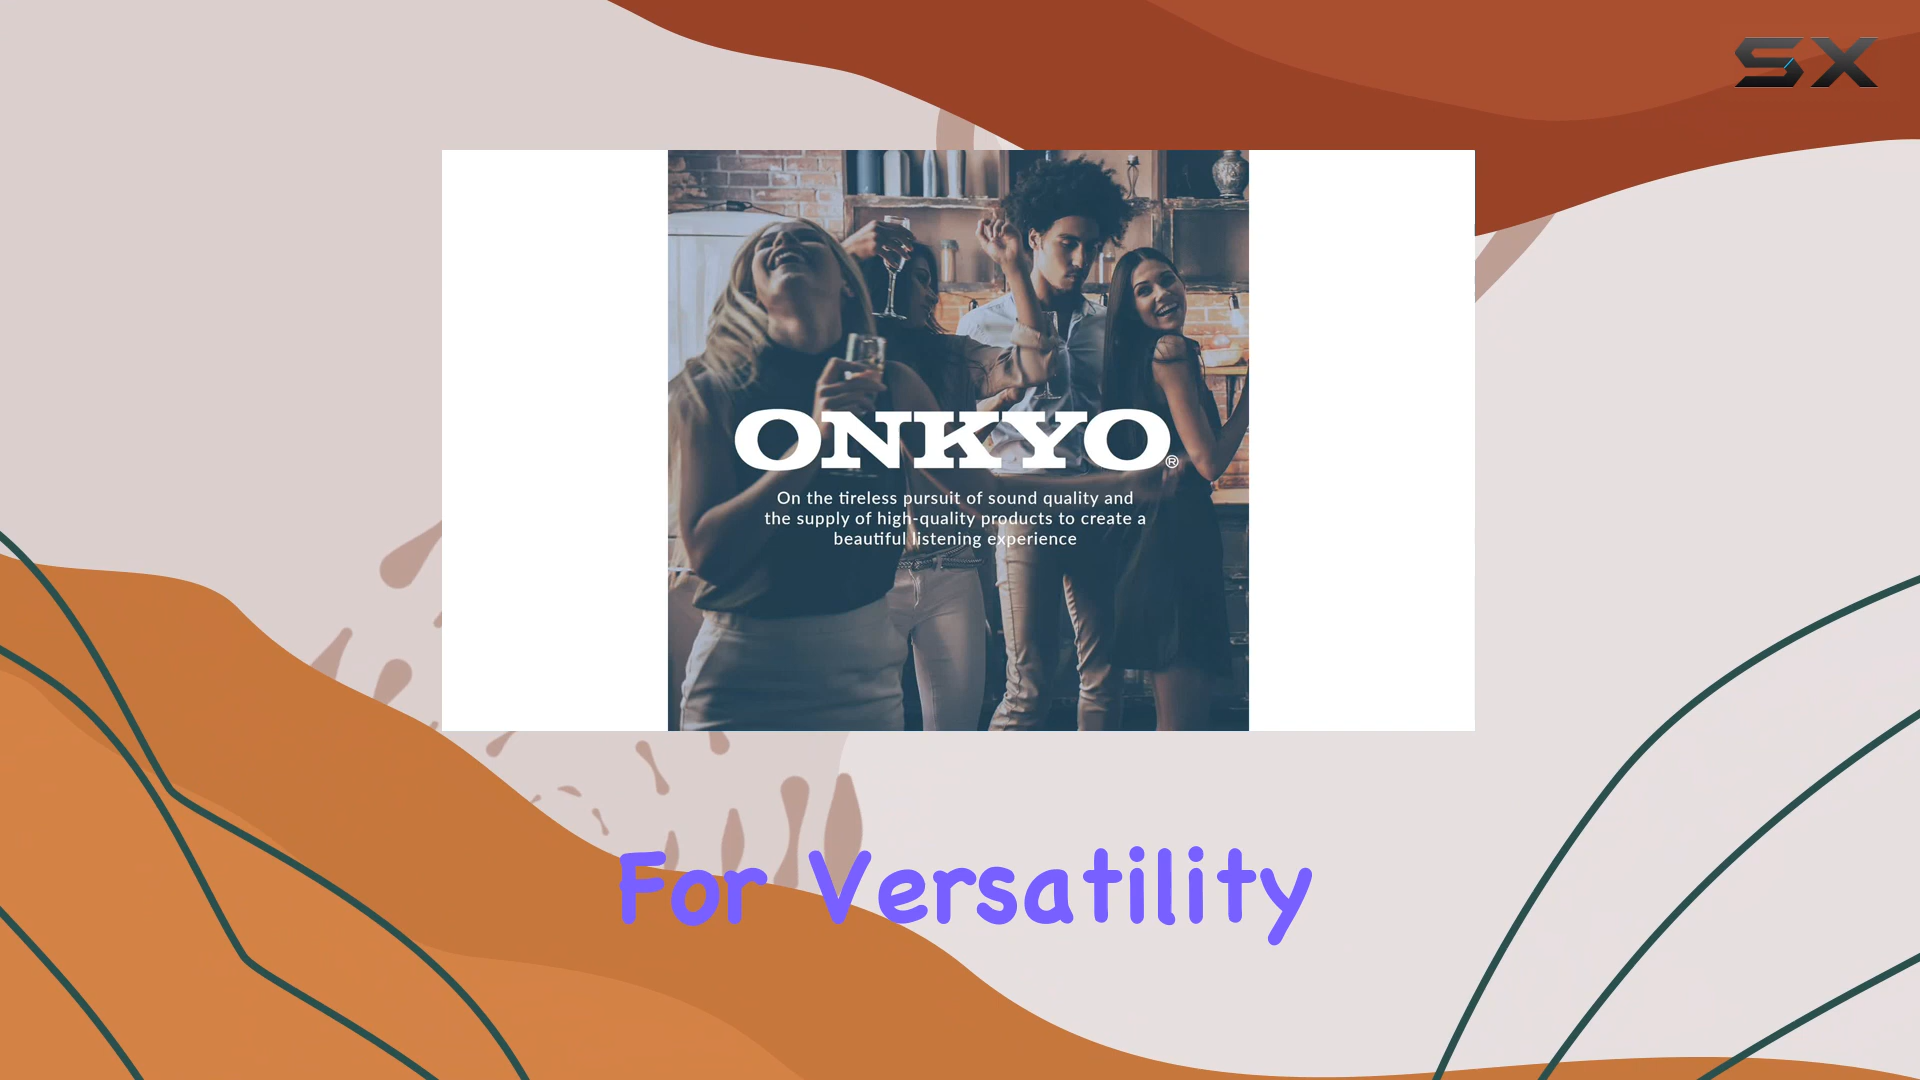 SX
ONKYO®
On the tireless pursuit of sound quality and
the supply of high-quality products to create a
beautiful listening experience
For Versatility